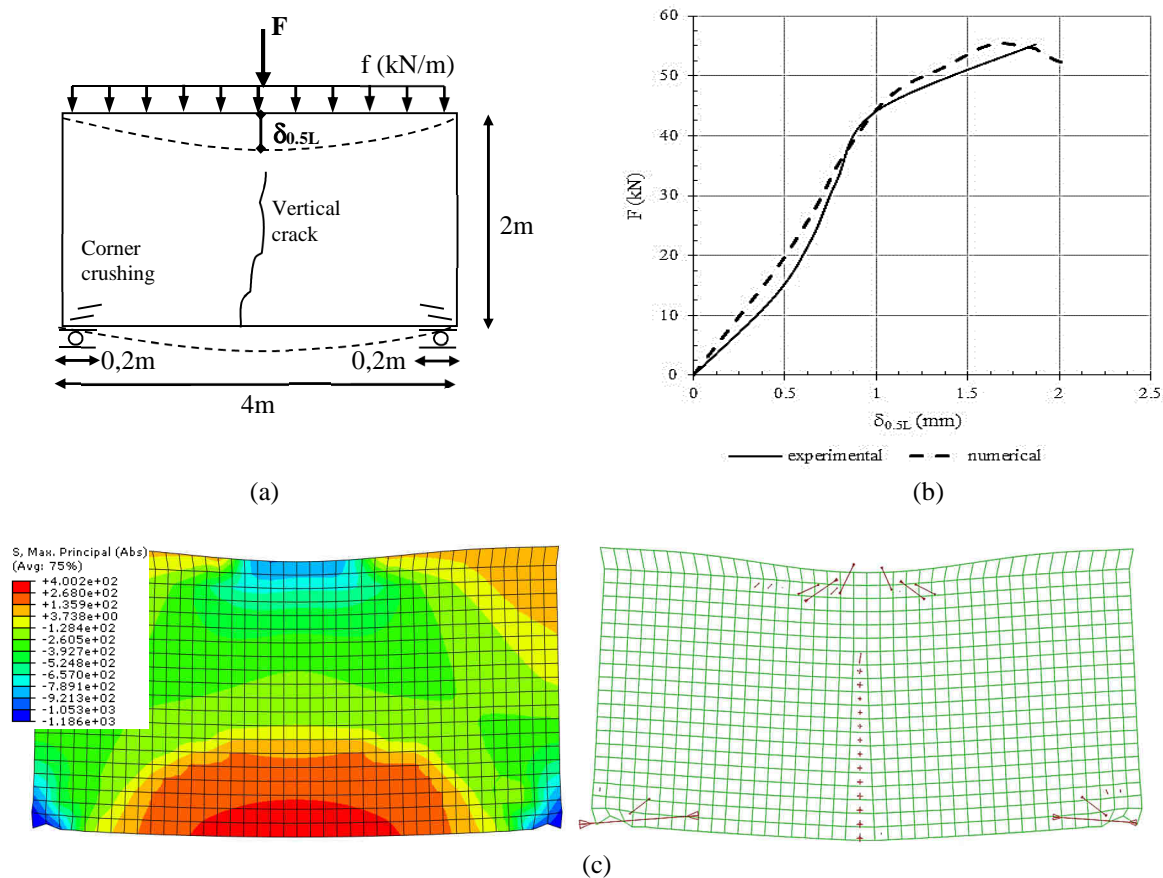 F
f (kN/m)
δ0.5L
Vertical
crack
Corner
crushing
2m
0,2m
0,2m
4m
(a)
60
50
40
30
20
10
0
F (kN)
0
0.5
1
1.5
2
2.5
δ0.5L (mm)
experimental
numerical
(b)
S, Max. Principal (Abs)
(Avg: 75%)
+4.002e+02
+2.680e+02
+1.359e+02
+3.738e+00
-1.284e+02
-2.605e+02
-3.927e+02
-5.248e+02
-6.570e+02
-7.891e+02
-9.213e+02
-1.053e+03
-1.186e+03
(c)